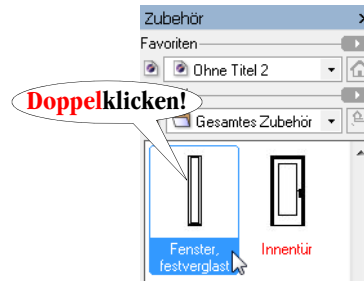 Zubehör
Favoriten
Ohne Titel 2
Doppelklicken!
Gesamtes Zubehör
Fenster,
festverglast
Innentür